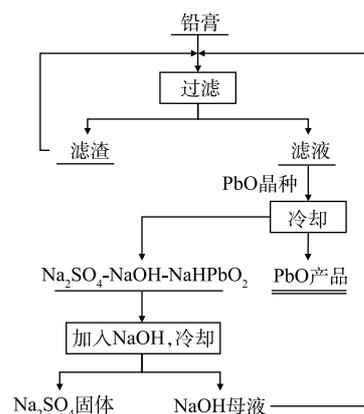 铅膏
过滤
滤渣
滤液
PbO晶种
冷却
Na₂SO₄-NaOH-NaHPbO₂
PbO产品
加入NaOH,冷却
Na₂SO₄固体
NaOH母液